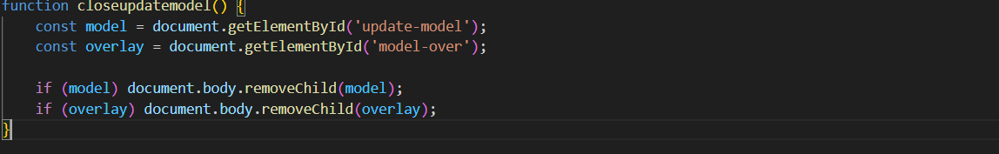 function closeupdatemodel() {
const model = document.getElementById('update-model');
const overlay = document.getElementById('model-over');
if (model) document.body.removeChild(model);
if (overlay) document.body.removeChild(overlay);
}